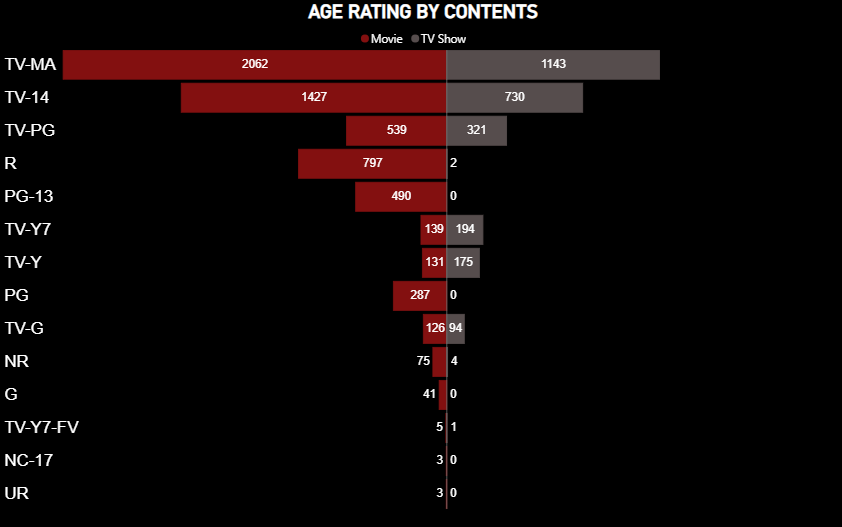 AGE RATING BY CONTENTS
Movie TV Show
TV-MA 2062 1143
TV-14 1427 730
TV-PG 539 321
R 797 2
PG-13 490 0
TV-Y7 139 194
TV-Y 131 175
PG 287 0
TV-G 126 94
NR 75 4
G 41 0
TV-Y7-FV 5 1
NC-17 3 0
UR 3 0